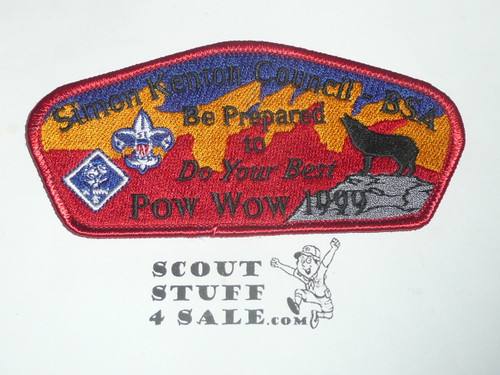 Simon Kenton Council - BSA
Be Prepared
to
Do Your Best
Pow Wow 1999
SCOUT
STUFF
4 SALE.COM